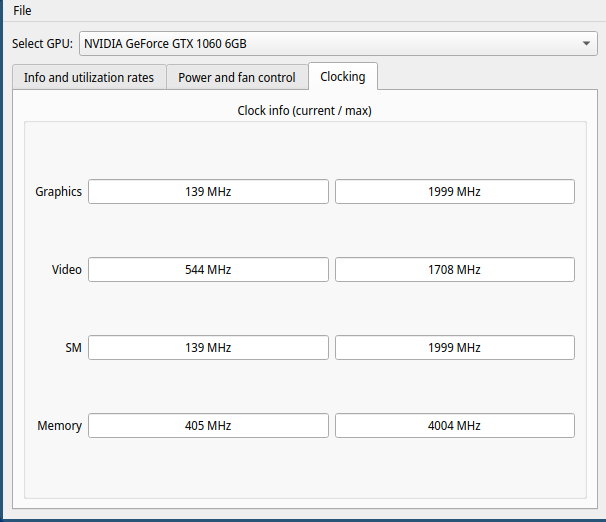 File
Select GPU: NVIDIA GeForce GTX 1060 6GB
Info and utilization rates Power and fan control Clocking
Clock info (current / max)
Graphics 139 MHz 1999 MHz
Video 544 MHz 1708 MHz
SM 139 MHz 1999 MHz
Memory 405 MHz 4004 MHz